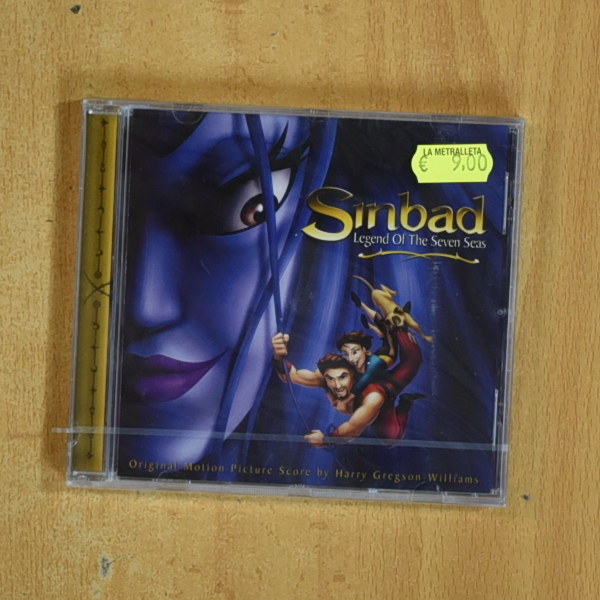 LA METRALLETA
€ 9,00
Sinbad
Legend Of The Seven Seas
Original Motion Picture Score by Harry Gregson-Williams